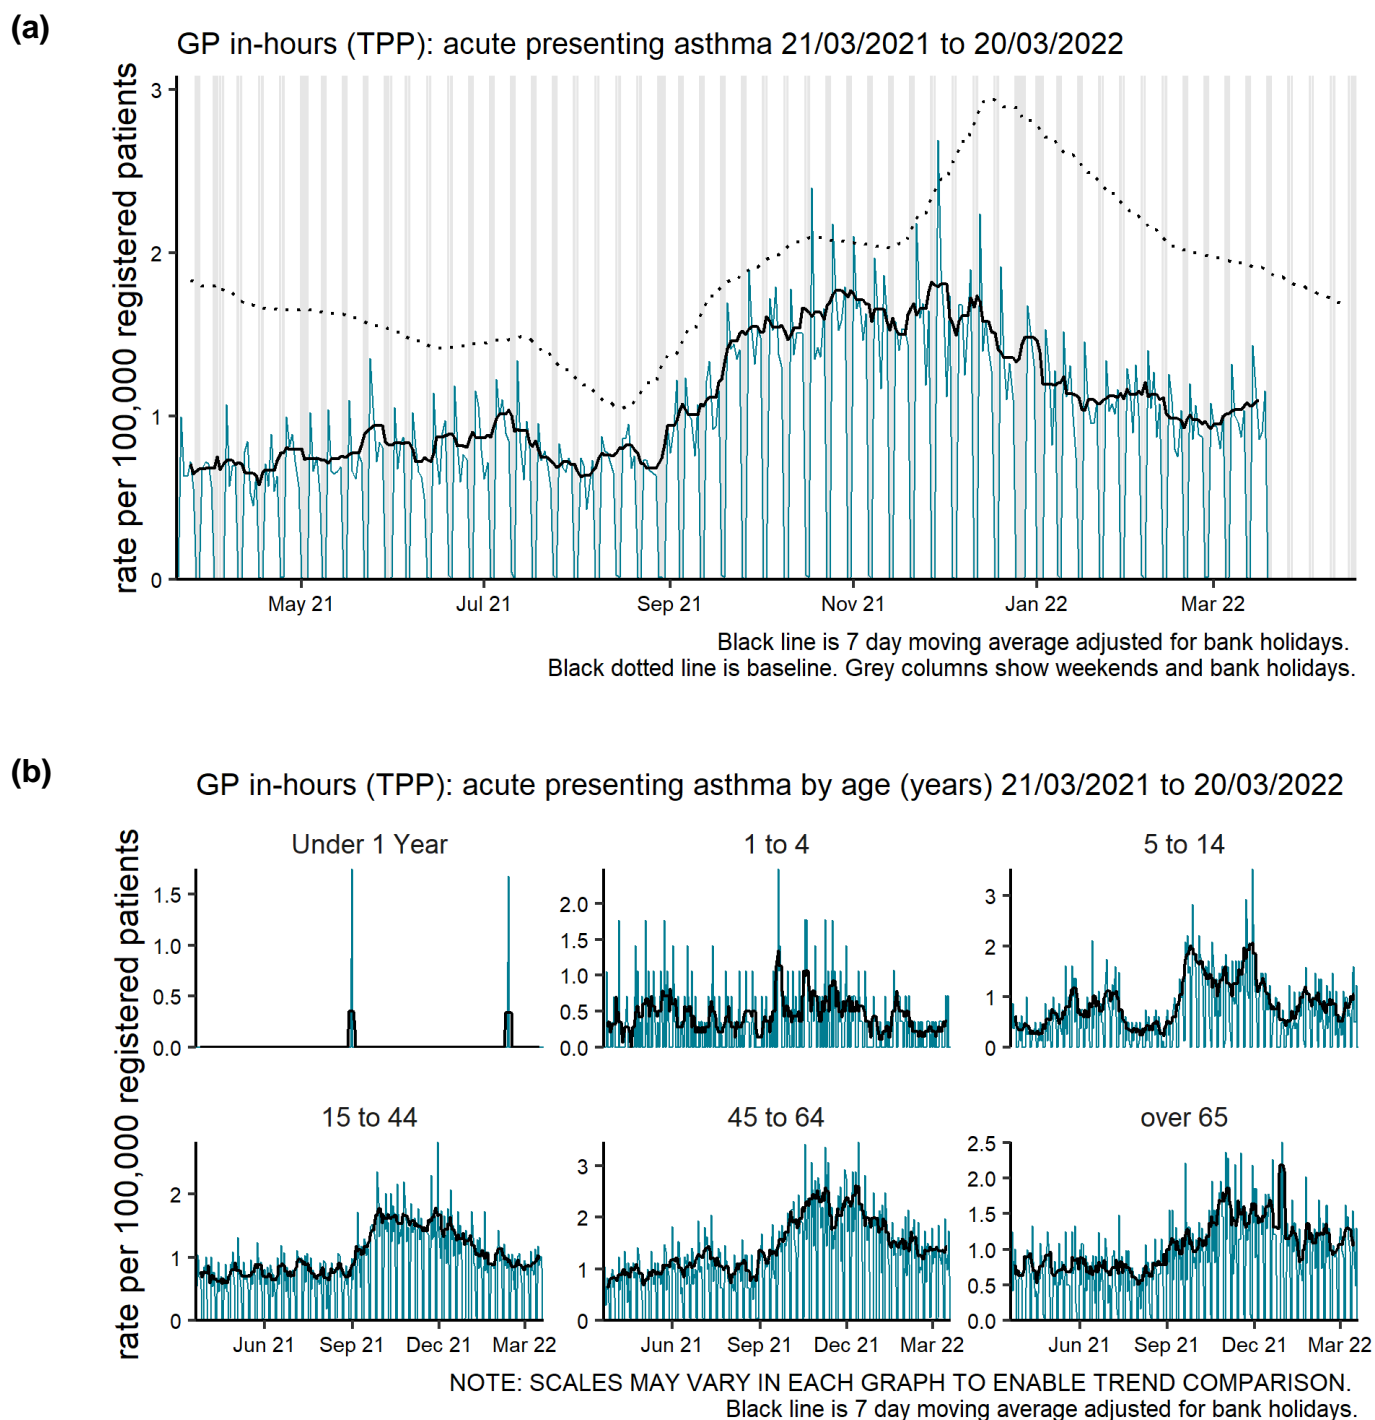 (a)
GP in-hours (TPP): acute presenting asthma 21/03/2021 to 20/03/2022
rate per 100,000 registered patients
3
2
1
0
May 21 Jul 21 Sep 21 Nov 21 Jan 22 Mar 22
Black line is 7 day moving average adjusted for bank holidays.
Black dotted line is baseline. Grey columns show weekends and bank holidays.
(b)
GP in-hours (TPP): acute presenting asthma by age (years) 21/03/2021 to 20/03/2022
rate per 100,000 registered patients
Under 1 Year
1.5
1.0
0.5
0.0
1 to 4
2.0
1.5
1.0
0.5
0.0
5 to 14
3
2
1
0
15 to 44
2
1
0
Jun 21 Sep 21 Dec 21 Mar 22
45 to 64
3
2
1
0
Jun 21 Sep 21 Dec 21 Mar 22
over 65
2.5
2.0
1.5
1.0
0.5
0.0
Jun 21 Sep 21 Dec 21 Mar 22
NOTE: SCALES MAY VARY IN EACH GRAPH TO ENABLE TREND COMPARISON.
Black line is 7 day moving average adjusted for bank holidays.